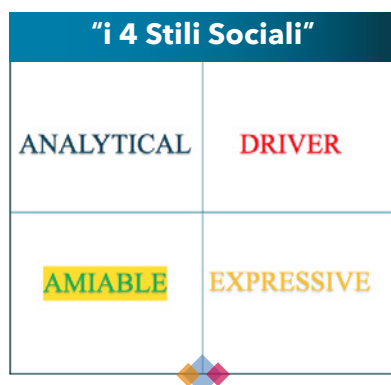 “i 4 Stili Sociali”
ANALYTICAL
DRIVER
AMIABLE
EXPRESSIVE